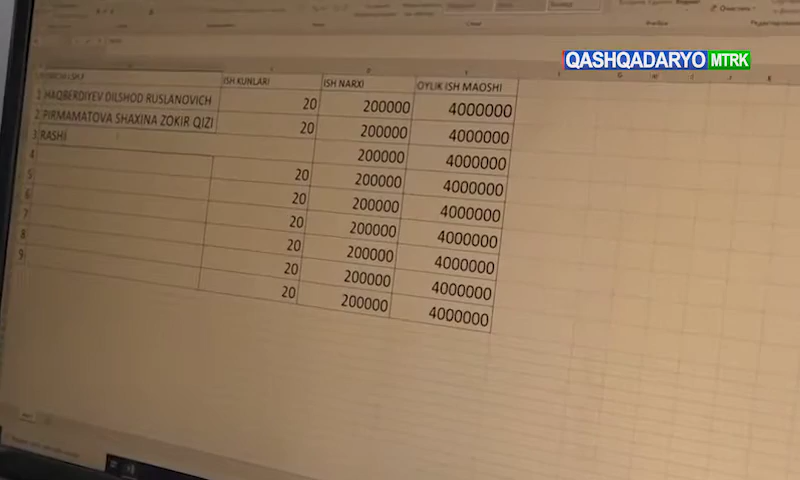 QASHQADARYO MTRK
ISH KUNLARI ISH NARXI OYLIK ISH MAOSHI
1 HAQBERDIYEV DILSHOD RUSLANOVICH 20 200000 4000000
2 PIRMAMATOVA SHAXINA ZOKIR QIZI 20 200000 4000000
3 RASHI 200000 4000000
4 20 200000 4000000
5 20 200000 4000000
6 20 200000 4000000
7 20 200000 4000000
8 20 200000 4000000
9 20 200000 4000000